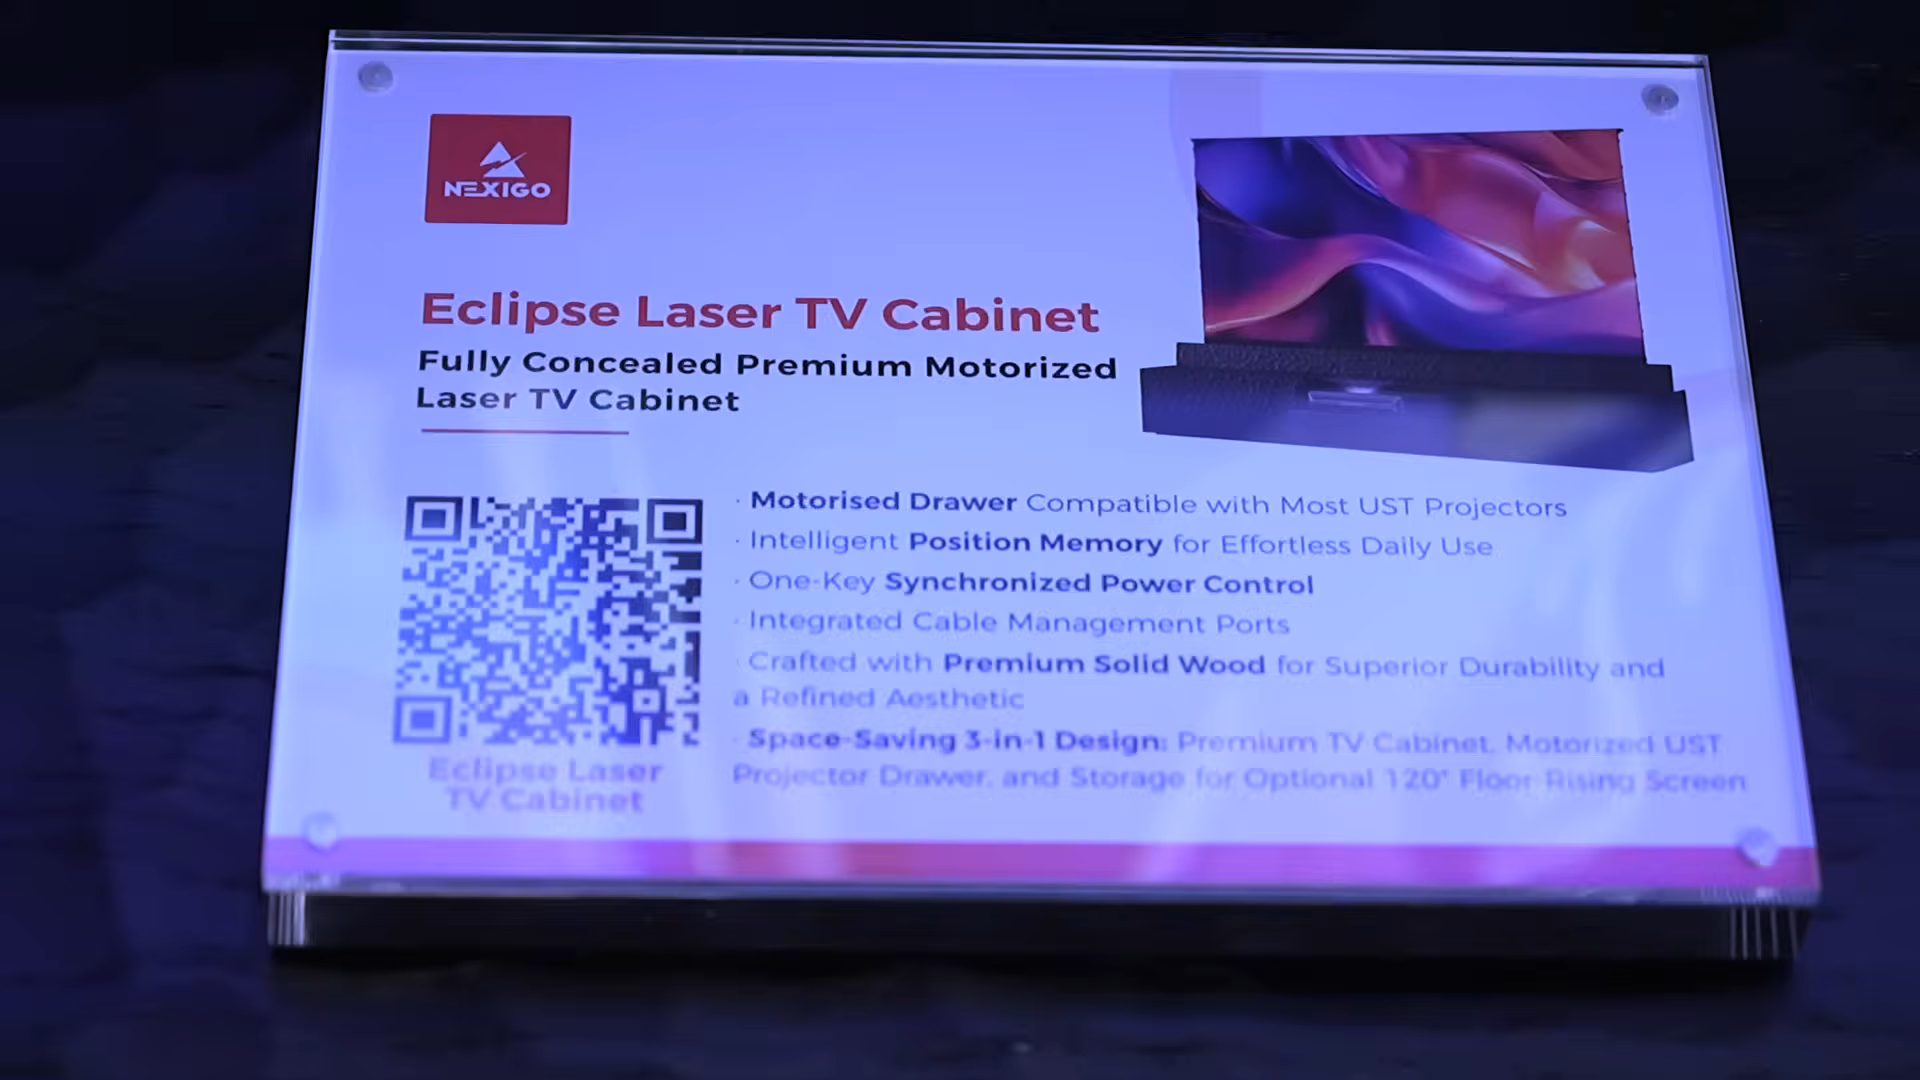 NEXIGO
Eclipse Laser TV Cabinet
Fully Concealed Premium Motorized
Laser TV Cabinet
· Motorised Drawer Compatible with Most UST Projectors
· Intelligent Position Memory for Effortless Daily Use
· One-Key Synchronized Power Control
· Integrated Cable Management Ports
· Crafted with Premium Solid Wood for Superior Durability and
a Refined Aesthetic
· Space-Saving 3-in-1 Design: Premium TV Cabinet, Motorized UST
Projector Drawer, and Storage for Optional 120" Floor Rising Screen
Eclipse Laser
TV Cabinet